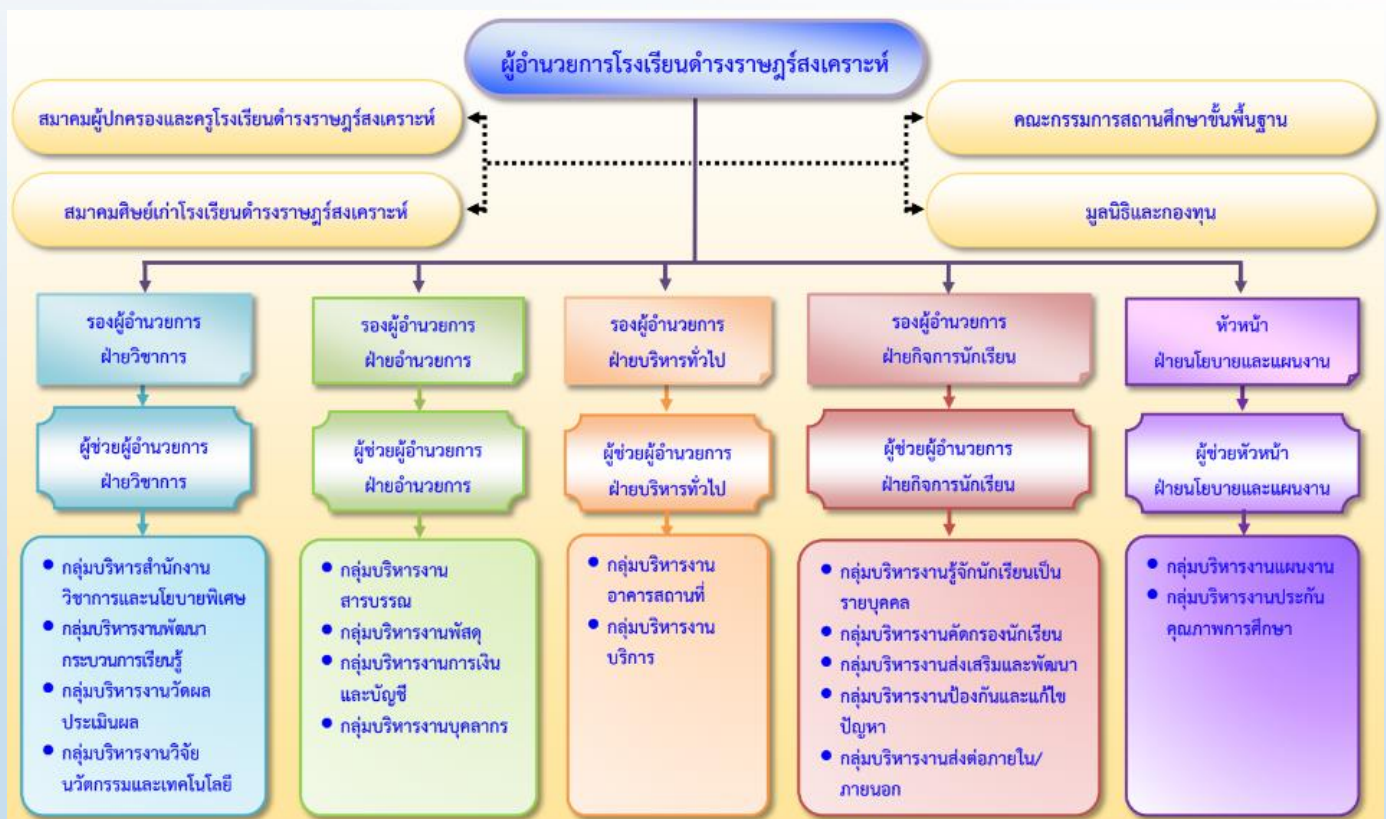 ผู้อำนวยการโรงเรียนดำรงราษฎร์สงเคราะห์
สมาคมผู้ปกครองและครูโรงเรียนดำรงราษฎร์สงเคราะห์
คณะกรรมการสถานศึกษาขั้นพื้นฐาน
สมาคมศิษย์เก่าโรงเรียนดำรงราษฎร์สงเคราะห์
มูลนิธิและกองทุน
รองผู้อำนวยการ
ฝ่ายวิชาการ
รองผู้อำนวยการ
ฝ่ายอำนวยการ
รองผู้อำนวยการ
ฝ่ายบริหารทั่วไป
รองผู้อำนวยการ
ฝ่ายกิจการนักเรียน
หัวหน้า
ฝ่ายนโยบายและแผนงาน
ผู้ช่วยผู้อำนวยการ
ฝ่ายวิชาการ
ผู้ช่วยผู้อำนวยการ
ฝ่ายอำนวยการ
ผู้ช่วยผู้อำนวยการ
ฝ่ายบริหารทั่วไป
ผู้ช่วยผู้อำนวยการ
ฝ่ายกิจการนักเรียน
ผู้ช่วยหัวหน้า
ฝ่ายนโยบายและแผนงาน
• กลุ่มบริหารสำนักงาน
วิชาการและนโยบายพิเศษ
• กลุ่มบริหารงานพัฒนา
กระบวนการเรียนรู้
• กลุ่มบริหารงานวัดผล
ประเมินผล
• กลุ่มบริหารงานวิจัย
นวัตกรรมและเทคโนโลยี
• กลุ่มบริหารงาน
สารบรรณ
• กลุ่มบริหารงานพัสดุ
• กลุ่มบริหารงานการเงิน
และบัญชี
• กลุ่มบริหารงานบุคลากร
• กลุ่มบริหารงาน
อาคารสถานที่
• กลุ่มบริหารงาน
บริการ
• กลุ่มบริหารงานรู้จักนักเรียนเป็น
รายบุคคล
• กลุ่มบริหารงานคัดกรองนักเรียน
• กลุ่มบริหารงานส่งเสริมและพัฒนา
• กลุ่มบริหารงานป้องกันและแก้ไข
ปัญหา
• กลุ่มบริหารงานส่งต่อภายใน/
ภายนอก
• กลุ่มบริหารงานแผนงาน
• กลุ่มบริหารงานประกัน
คุณภาพการศึกษา